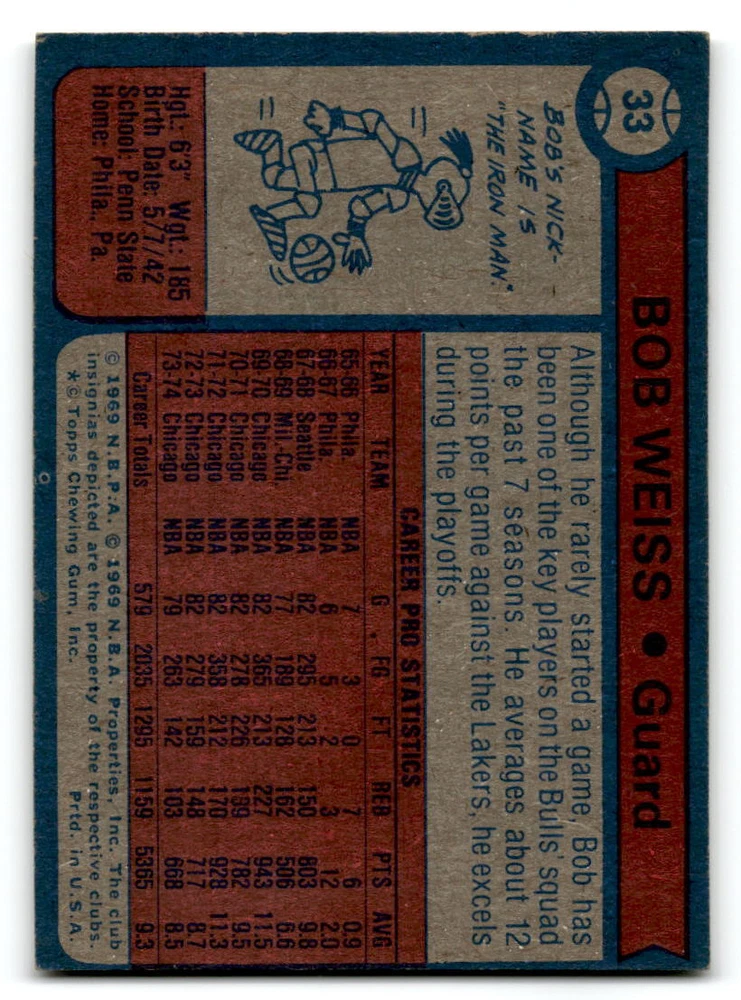 33
BOB WEISS • Guard
BOB'S NICK-
NAME IS
"THE IRON MAN".
Hgt.: 6'3" Wgt.: 185
Birth Date: 5/7/42
School: Penn State
Home: Phila., Pa.
Although he rarely started a game, Bob has
been one of the key players on the Bulls' squad
the past 7 seasons. He averages about 12
points per game against the Lakers, he excels
during the playoffs.
CAREER PRO STATISTICS
YEAR TEAM G FG FT REB PTS AVG
65-66 Phila. NBA 7 3 0 7 6 0.9
66-67 Phila. NBA 6 5 2 3 12 2.0
67-68 Seattle NBA 82 295 213 150 803 9.8
68-69 Mil.-Chi. NBA 77 189 128 162 506 6.6
69-70 Chicago NBA 82 365 213 227 943 11.5
70-71 Chicago NBA 82 278 226 199 782 9.5
71-72 Chicago NBA 82 358 212 170 928 11.3
72-73 Chicago NBA 82 279 159 148 717 8.7
73-74 Chicago NBA 79 263 142 103 668 8.5
Career Totals 579 2035 1295 1159 5365 9.3
© 1969 N.B.P.A. © 1969 N.B.A. Properties, Inc. The club
insignias depicted are the property of the respective clubs.
*© Topps Chewing Gum, Inc. Prtd. in U.S.A.